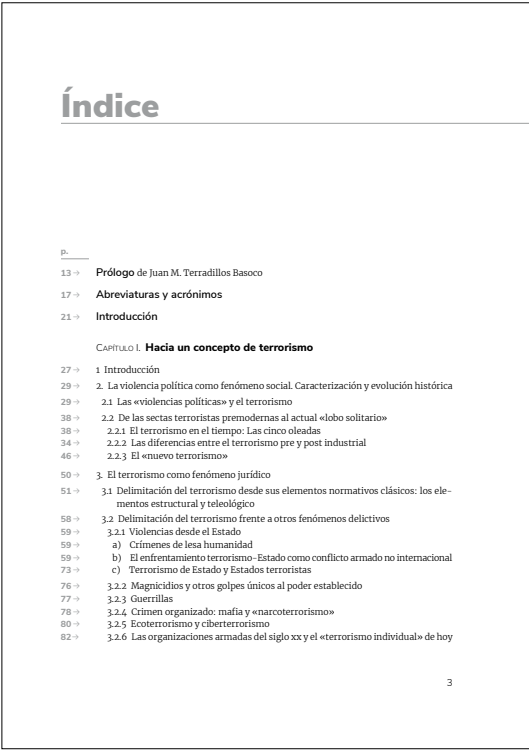 Índice
p.
13→ Prólogo de Juan M. Terradillos Basoco
17→ Abreviaturas y acrónimos
21→ Introducción
Capítulo I. Hacia un concepto de terrorismo
27→ 1 Introducción
29→ 2. La violencia política como fenómeno social. Caracterización y evolución histórica
29→ 2.1 Las «violencias políticas» y el terrorismo
38→ 2.2 De las sectas terroristas premodernas al actual «lobo solitario»
38→ 2.2.1 El terrorismo en el tiempo: Las cinco oleadas
34→ 2.2.2 Las diferencias entre el terrorismo pre y post industrial
46→ 2.2.3 El «nuevo terrorismo»
50→ 3. El terrorismo como fenómeno jurídico
51→ 3.1 Delimitación del terrorismo desde sus elementos normativos clásicos: los ele-
mentos estructural y teleológico
58→ 3.2 Delimitación del terrorismo frente a otros fenómenos delictivos
59→ 3.2.1 Violencias desde el Estado
59→ a) Crímenes de lesa humanidad
59→ b) El enfrentamiento terrorismo-Estado como conflicto armado no internacional
73→ c) Terrorismo de Estado y Estados terroristas
76→ 3.2.2 Magnicidios y otros golpes únicos al poder establecido
77→ 3.2.3 Guerrillas
78→ 3.2.4 Crimen organizado: mafia y «narcoterrorismo»
80→ 3.2.5 Ecoterrorismo y ciberterrorismo
82→ 3.2.6 Las organizaciones armadas del siglo xx y el «terrorismo individual» de hoy
3